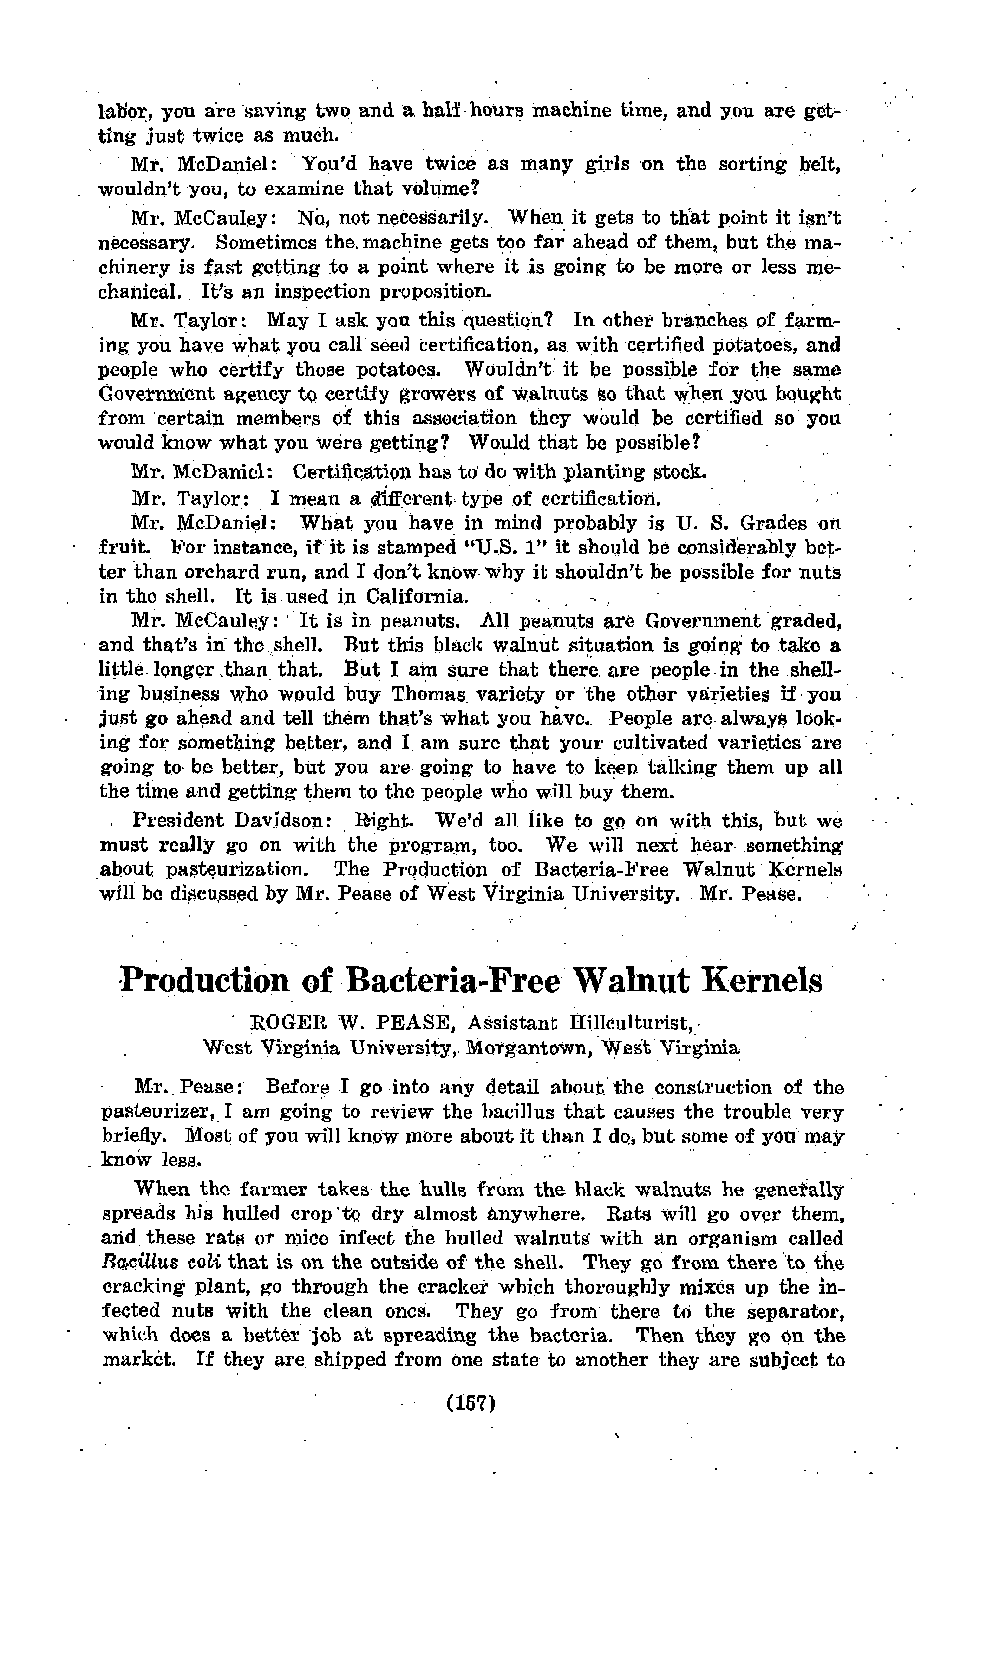 labor, you are saving two and a half hours machine time, and you are get-
ting just twice as much.
Mr. McDaniel: You'd have twice as many girls on the sorting belt,
wouldn't you, to examine that volume?
Mr. McCauley: No, not necessarily. When it gets to that point it isn't
necessary. Sometimes the machine gets too far ahead of them, but the ma-
chinery is fast getting to a point where it is going to be more or less me-
chanical. It's an inspection proposition.
Mr. Taylor: May I ask you this question? In other branches of farm-
ing you have what you call seed certification, as with certified potatoes, and
people who certify those potatoes. Wouldn't it be possible for the same
Government agency to certify growers of walnuts so that when you bought
from certain members of this association they would be certified so you
would know what you were getting? Would that be possible?
Mr. McDaniel: Certification has to do with planting stock.
Mr. Taylor: I mean a different type of certification.
Mr. McDaniel: What you have in mind probably is U. S. Grades on
fruit. For instance, if it is stamped "U.S. 1" it should be considerably bet-
ter than orchard run, and I don't know why it shouldn't be possible for nuts
in the shell. It is used in California.
Mr. McCauley: It is in peanuts. All peanuts are Government graded,
and that's in the shell. But this black walnut situation is going to take a
little longer than that. But I am sure that there are people in the shell-
ing business who would buy Thomas variety or the other varieties if you
just go ahead and tell them that's what you have. People are always look-
ing for something better, and I am sure that your cultivated varieties are
going to be better, but you are going to have to keep talking them up all
the time and getting them to the people who will buy them.
President Davidson: Right. We'd all like to go on with this, but we
must really go on with the program, too. We will next hear something
about pasteurization. The Production of Bacteria-Free Walnut Kernels
will be discussed by Mr. Pease of West Virginia University. Mr. Pease.
Production of Bacteria-Free Walnut Kernels
ROGER W. PEASE, Assistant Hillculturist,
West Virginia University, Morgantown, West Virginia
Mr. Pease: Before I go into any detail about the construction of the
pasteurizer, I am going to review the bacillus that causes the trouble very
briefly. Most of you will know more about it than I do, but some of you may
know less.
When the farmer takes the hulls from the black walnuts he generally
spreads his hulled crop to dry almost anywhere. Rats will go over them,
and these rats or mice infect the hulled walnuts with an organism called
Bacillus coli that is on the outside of the shell. They go from there to the
cracking plant, go through the cracker which thoroughly mixes up the in-
fected nuts with the clean ones. They go from there to the separator,
which does a better job at spreading the bacteria. Then they go on the
market. If they are shipped from one state to another they are subject to
(157)